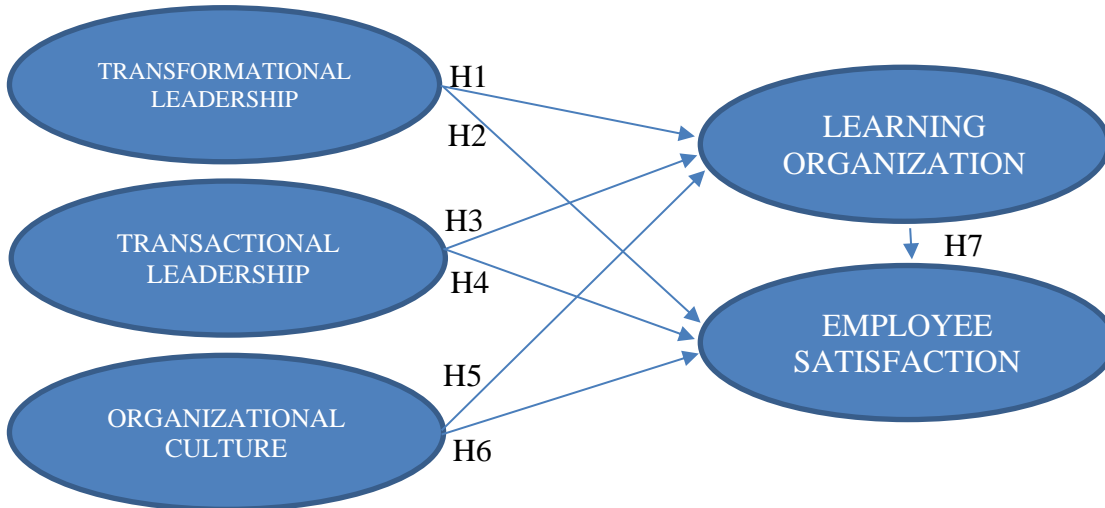 TRANSFORMATIONAL
LEADERSHIP
H1
H2
LEARNING
ORGANIZATION
TRANSACTIONAL
LEADERSHIP
H3
H4
H7
EMPLOYEE
SATISFACTION
ORGANIZATIONAL
CULTURE
H5
H6